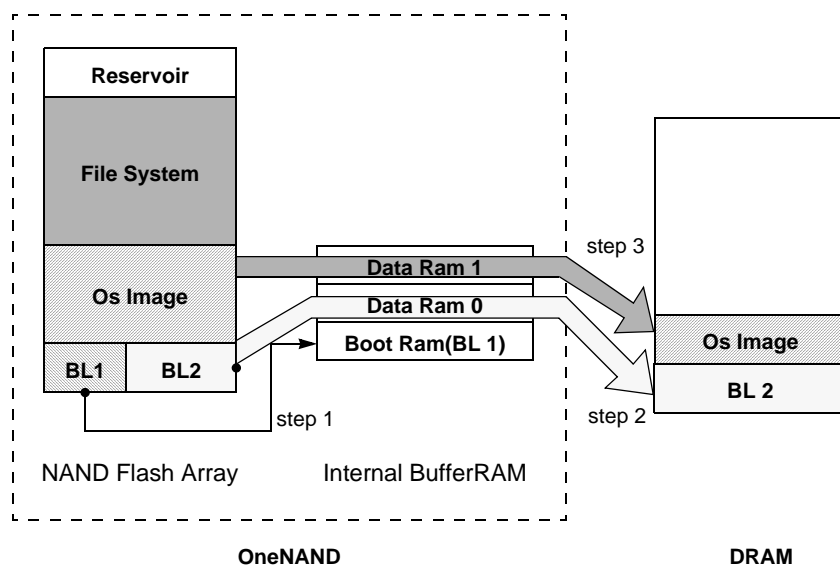 Reservoir
File System
Os Image
BL1
BL2
Data Ram 1
Data Ram 0
Boot Ram(BL 1)
step 1
step 3
step 2
Os Image
BL 2
NAND Flash Array
Internal BufferRAM
OneNAND
DRAM